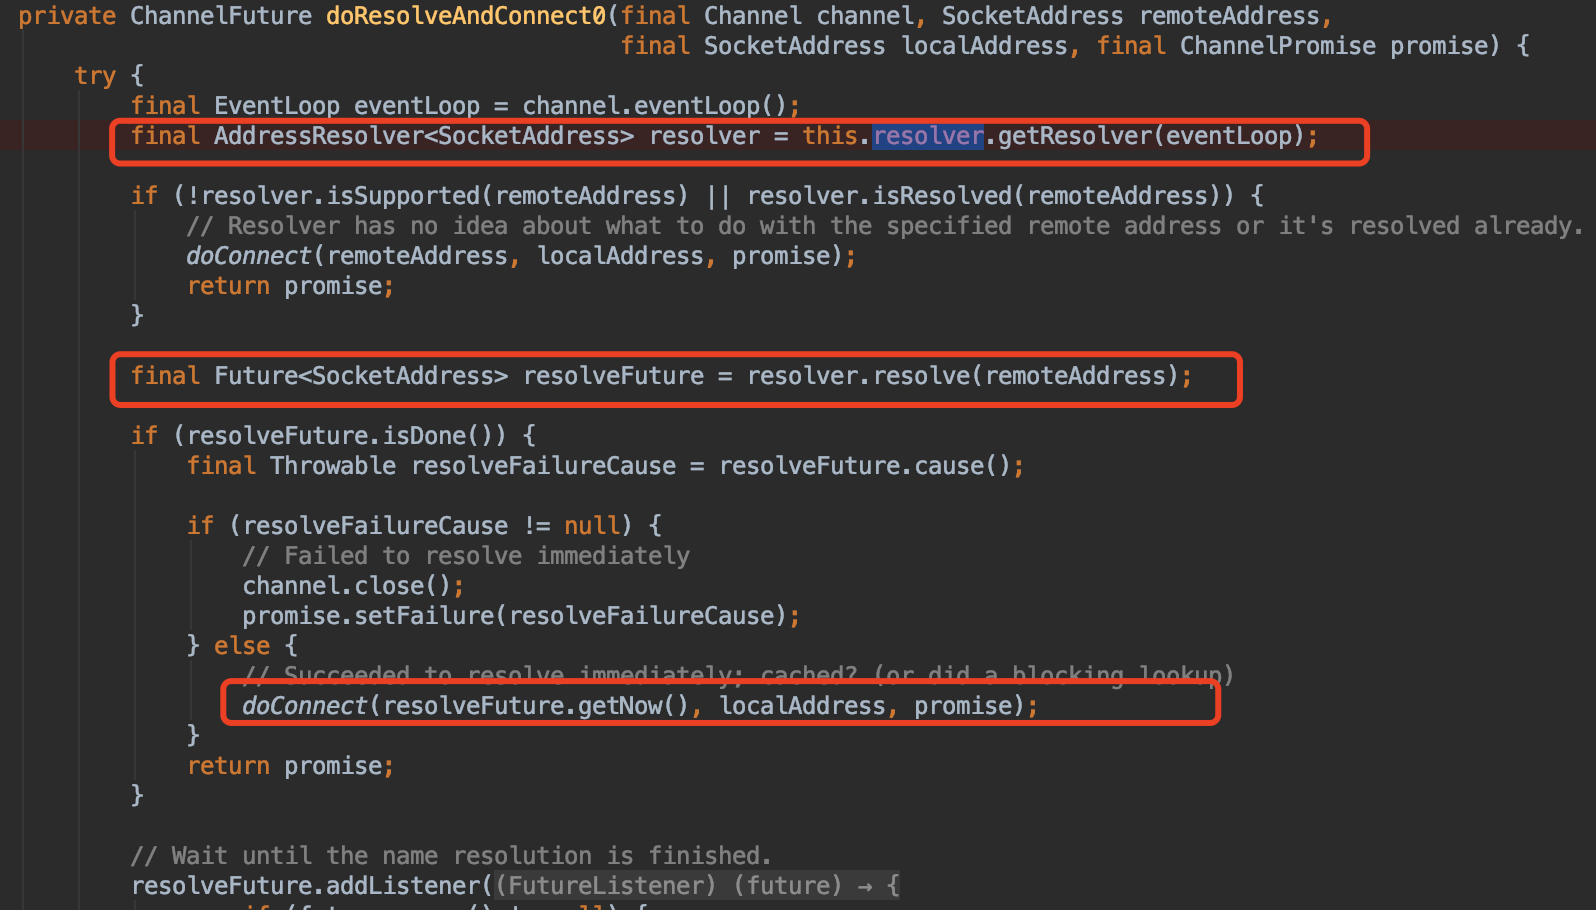 private ChannelFuture doResolveAndConnect0(final Channel channel, SocketAddress remoteAddress,
final SocketAddress localAddress, final ChannelPromise promise) {
try {
final EventLoop eventLoop = channel.eventLoop();
final AddressResolver<SocketAddress> resolver = this.resolver.getResolver(eventLoop);
if (!resolver.isSupported(remoteAddress) || resolver.isResolved(remoteAddress)) {
// Resolver has no idea about what to do with the specified remote address or it's resolved already.
doConnect(remoteAddress, localAddress, promise);
return promise;
}
final Future<SocketAddress> resolveFuture = resolver.resolve(remoteAddress);
if (resolveFuture.isDone()) {
final Throwable resolveFailureCause = resolveFuture.cause();
if (resolveFailureCause != null) {
// Failed to resolve immediately
channel.close();
promise.setFailure(resolveFailureCause);
} else {
// Succeeded to resolve immediately; cached? (or did a blocking lookup)
doConnect(resolveFuture.getNow(), localAddress, promise);
}
return promise;
}
// Wait until the name resolution is finished.
resolveFuture.addListener((FutureListener) (future) → {